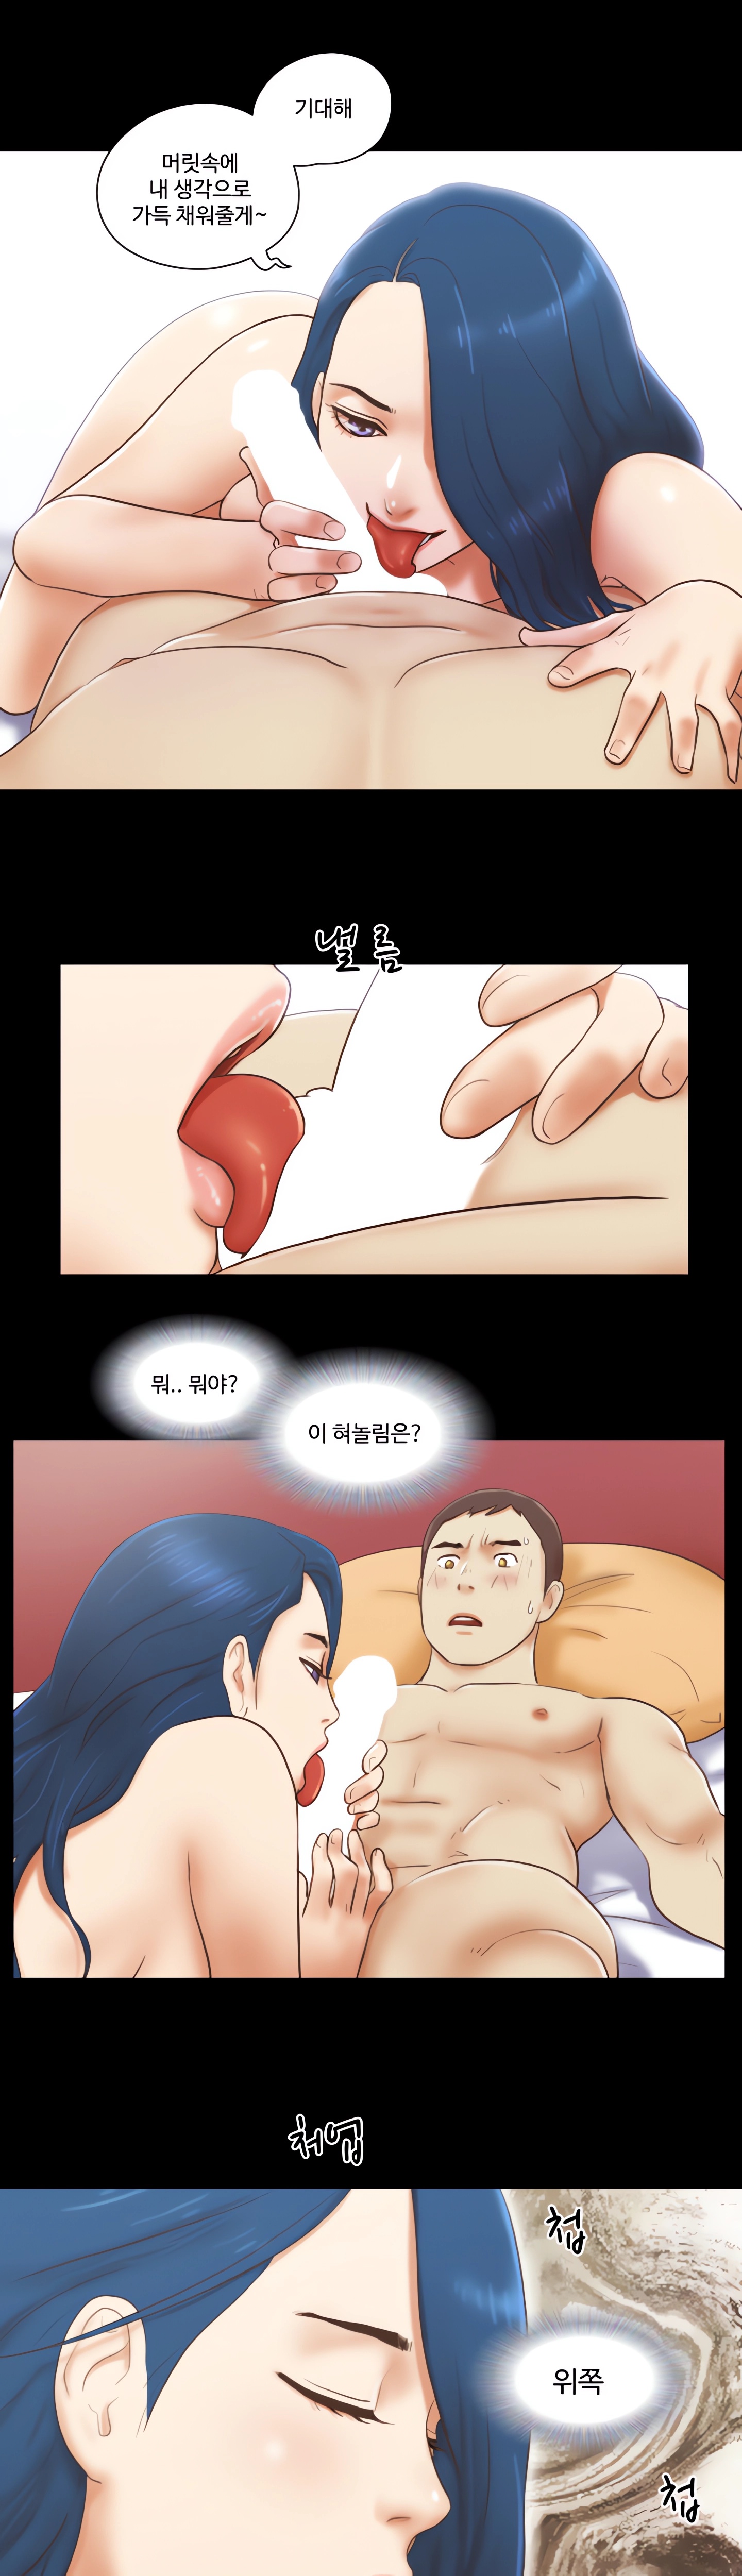 기대해
머릿속에
내 생각으로
가득 채워줄게~
낼름
뭐.. 뭐야?
이 혀놀림은?
처업
첩
위쪽
첩